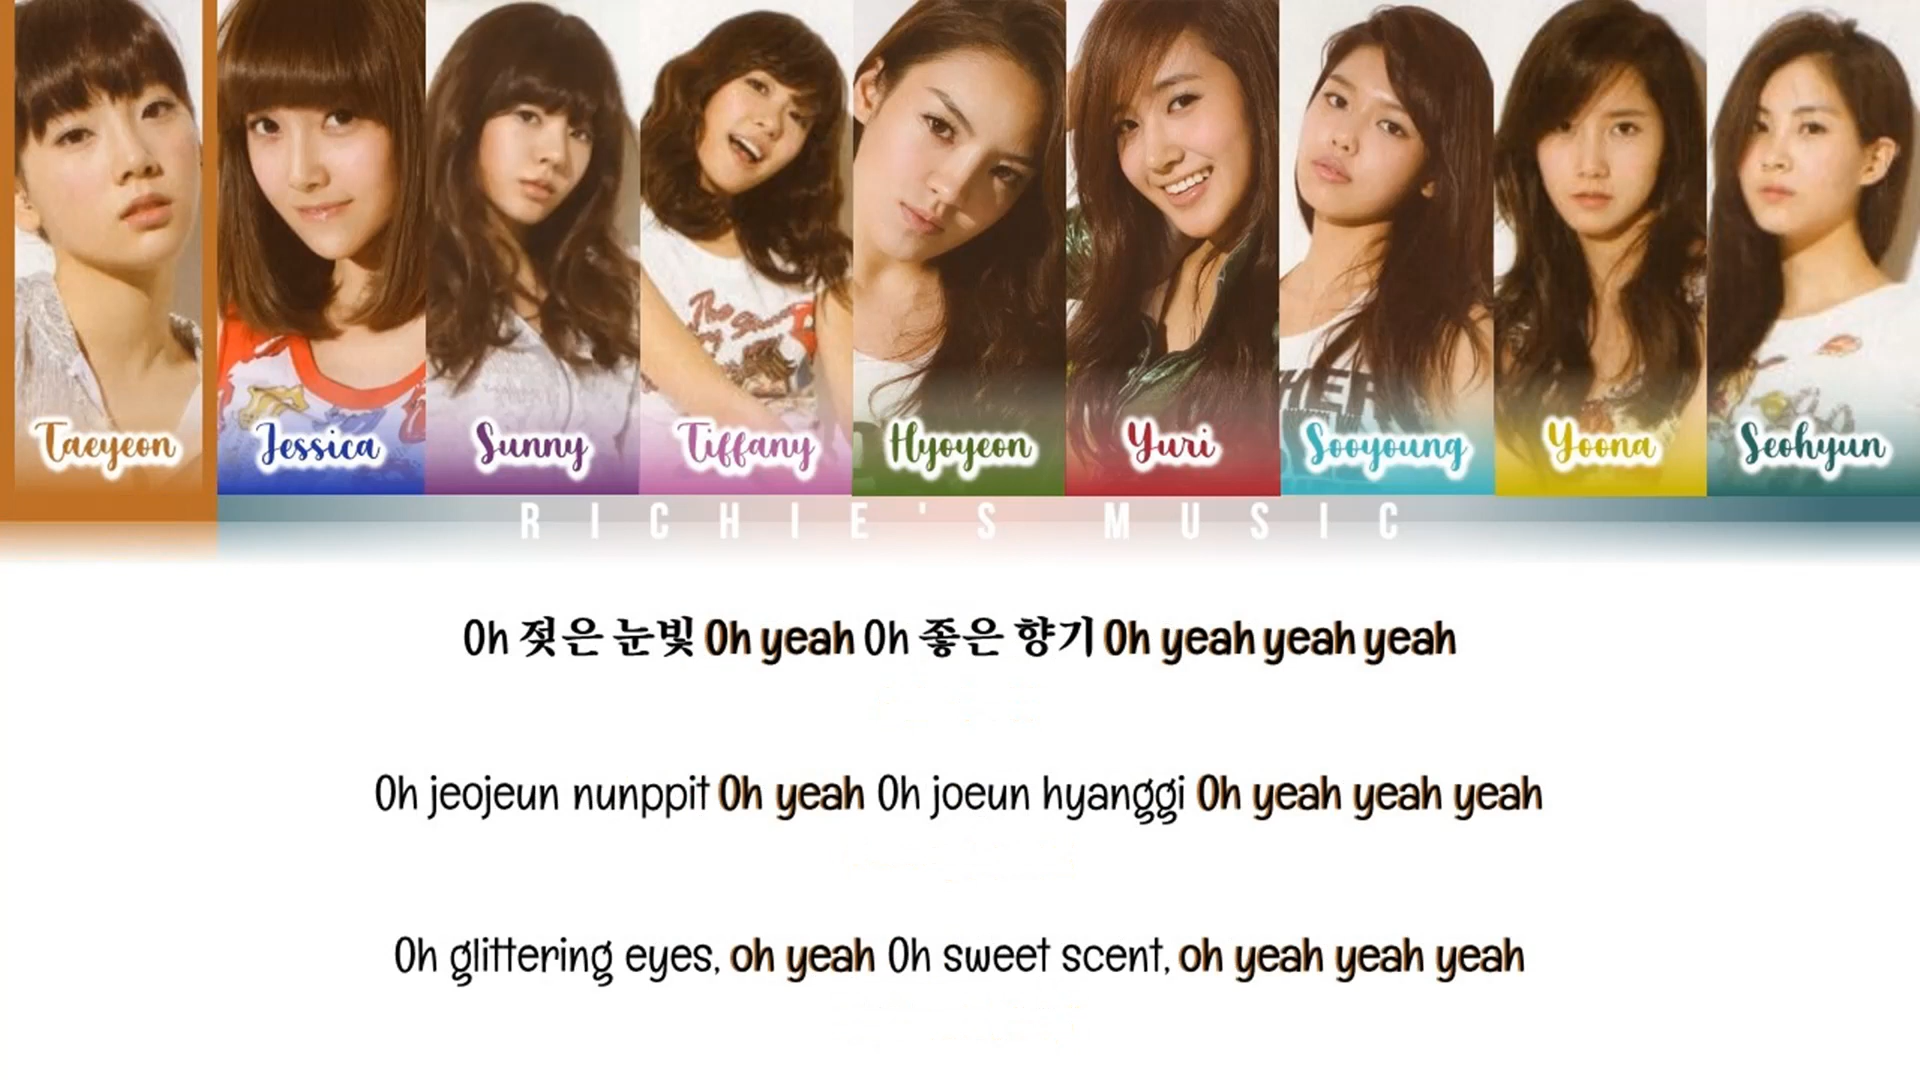 Taeyeon Jessica Sunny Tiffany Hyoyeon Yuri Sooyoung Yoona Seohyun
RICHIE'S MUSIC
Oh 젖은 눈빛 Oh yeah Oh 좋은 향기 Oh yeah yeah yeah
Oh jeojeun nunppit Oh yeah Oh joeun hyanggi Oh yeah yeah yeah
Oh glittering eyes, oh yeah Oh sweet scent, oh yeah yeah yeah